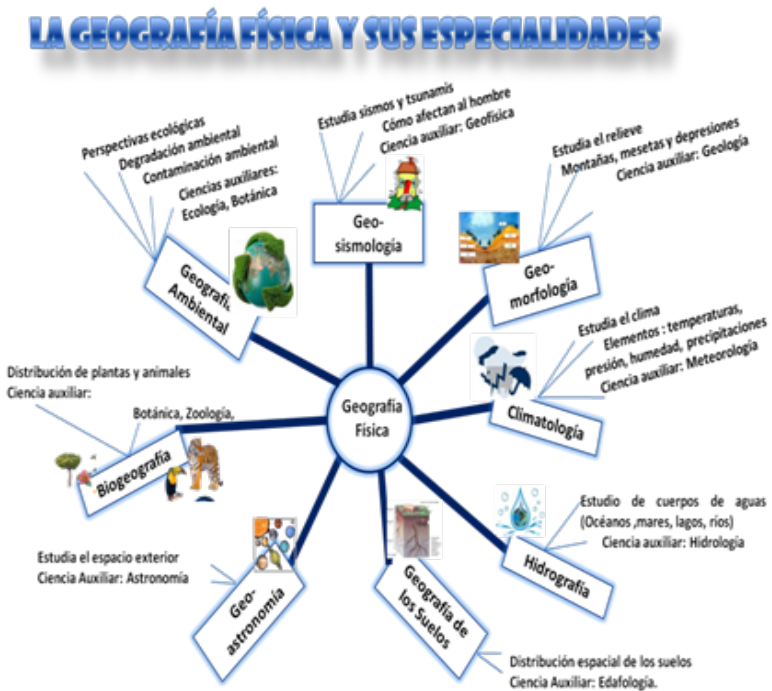 LA GEOGRAFÍA FÍSICA Y SUS ESPECIALIDADES
Estudia sismos y tsunamis
Cómo afectan al hombre
Ciencia auxiliar: Geofísica
Geo-
sismología
Perspectivas ecológicas
Degradación ambiental
Contaminación ambiental
Ciencias auxiliares:
Ecología, Botánica
Geografí
Ambiental
Estudia el relieve
Montañas, mesetas y depresiones
Ciencia auxiliar: Geología
Geo-
morfología
Estudia el clima
Elementos : temperaturas,
presión, humedad, precipitaciones
Ciencia auxiliar: Meteorología
Climatología
Geografía
Física
Distribución de plantas y animales
Ciencia auxiliar:
Botánica, Zoología,
Biogeografía
Estudio de cuerpos de aguas
(Océanos ,mares, lagos, ríos)
Ciencia auxiliar: Hidrología
Hidrografía
Estudia el espacio exterior
Ciencia Auxiliar: Astronomía
Geo-
astronomía
Geografía de
los Suelos
Distribución espacial de los suelos
Ciencia Auxiliar: Edafología.